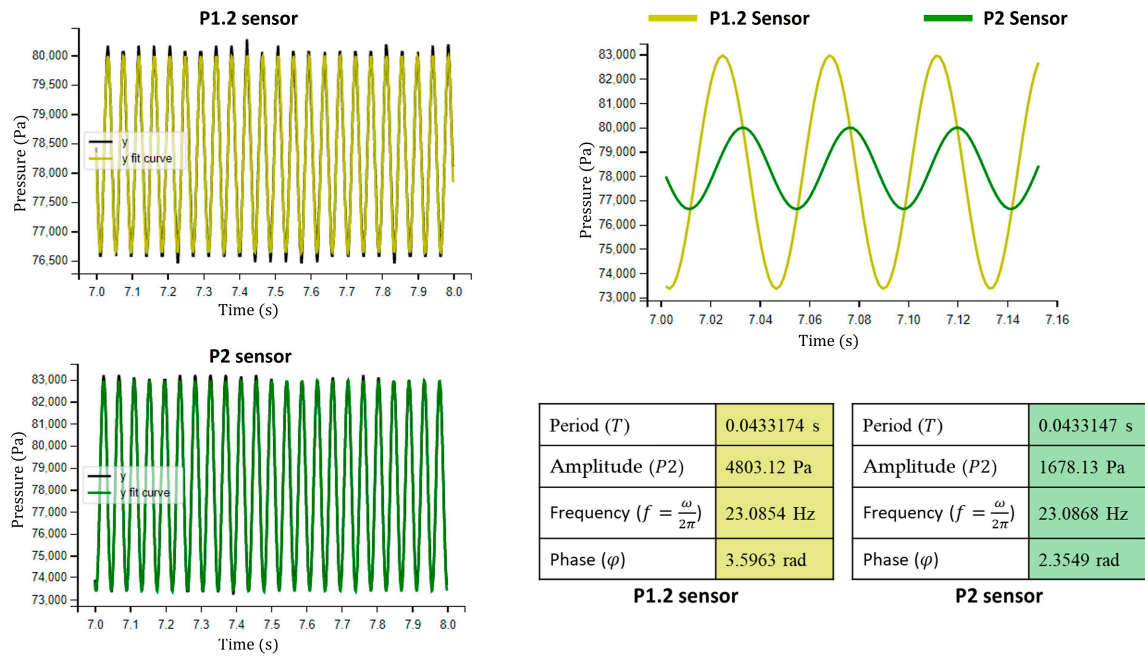 P1.2 sensor
Pressure (Pa)
80,000
79,500
79,000
78,500
78,000
77,500
77,000
76,500
y
y fit curve
7.0 7.1 7.2 7.3 7.4 7.5 7.6 7.7 7.8 7.9 8.0
Time (s)
P1.2 Sensor P2 Sensor
Pressure (Pa)
83,000
82,000
81,000
80,000
79,000
78,000
77,000
76,000
75,000
74,000
73,000
7.00 7.02 7.04 7.06 7.08 7.10 7.12 7.14 7.16
Time (s)
P2 sensor
Pressure (Pa)
83,000
82,000
81,000
80,000
79,000
78,000
77,000
76,000
75,000
74,000
73,000
y
y fit curve
7.0 7.1 7.2 7.3 7.4 7.5 7.6 7.7 7.8 7.9 8.0
Time (s)
Period (T) 0.0433174 s
Amplitude (P2) 4803.12 Pa
Frequency (f = ω/2π) 23.0854 Hz
Phase (φ) 3.5963 rad
P1.2 sensor
Period (T) 0.0433147 s
Amplitude (P2) 1678.13 Pa
Frequency (f = ω/2π) 23.0868 Hz
Phase (φ) 2.3549 rad
P2 sensor